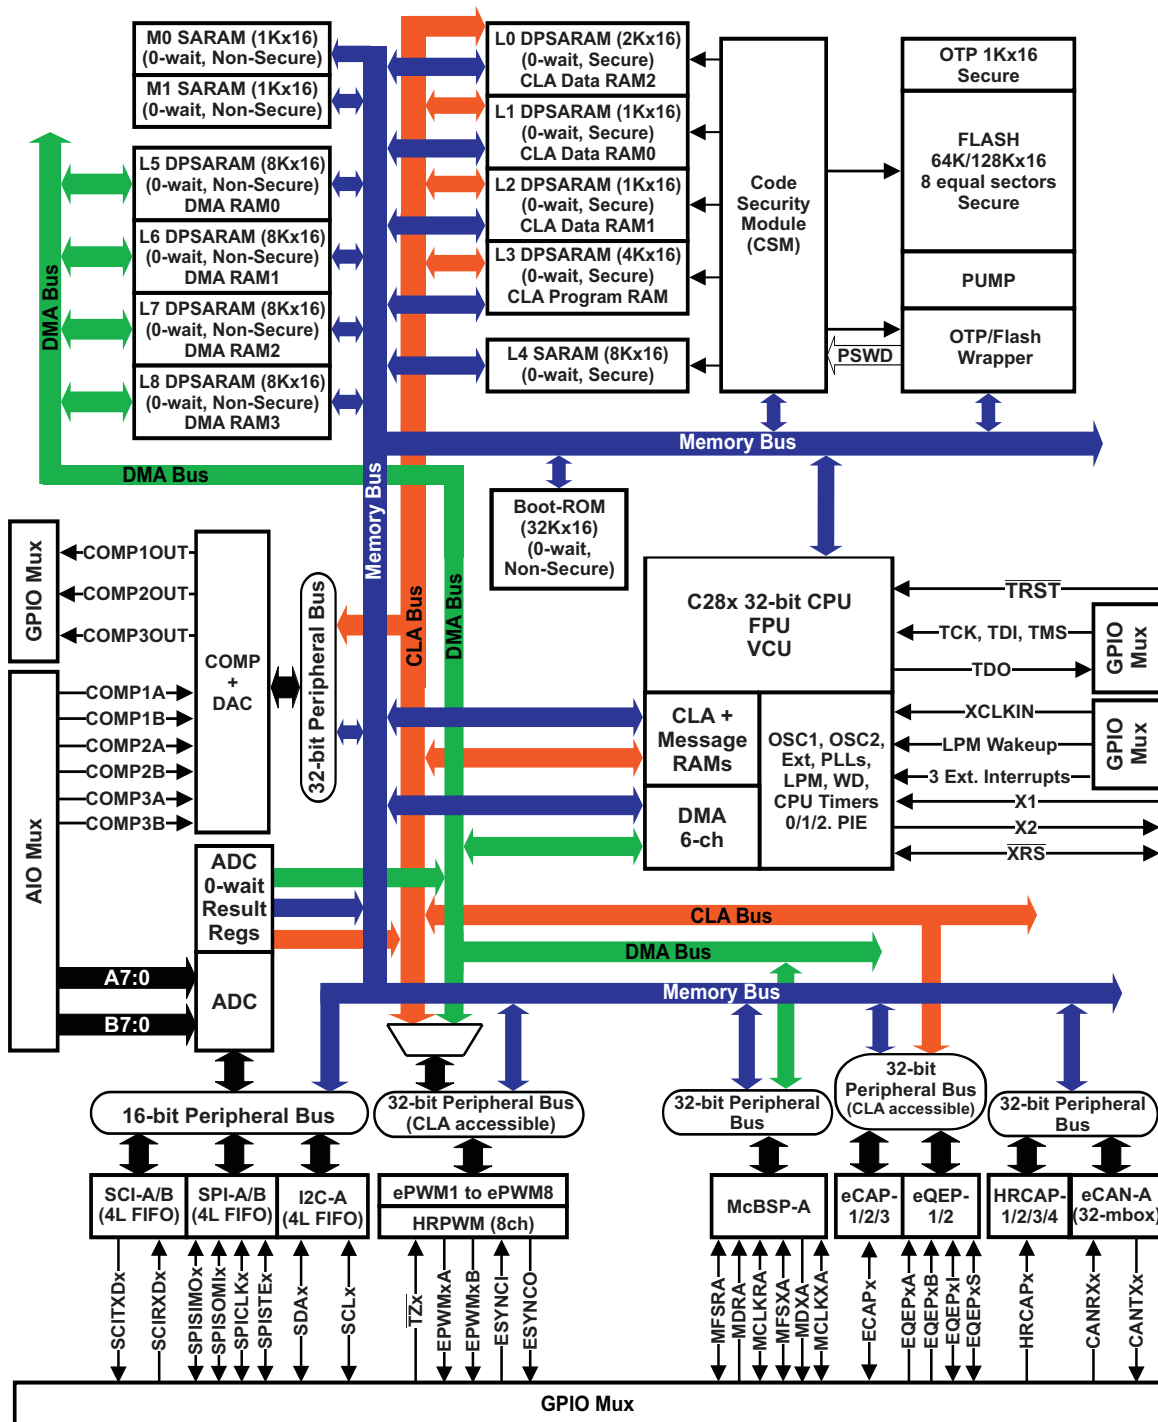 M0 SARAM (1Kx16)
(0-wait, Non-Secure)
M1 SARAM (1Kx16)
(0-wait, Non-Secure)
L5 DPSARAM (8Kx16)
(0-wait, Non-Secure)
DMA RAM0
L6 DPSARAM (8Kx16)
(0-wait, Non-Secure)
DMA RAM1
L7 DPSARAM (8Kx16)
(0-wait, Non-Secure)
DMA RAM2
L8 DPSARAM (8Kx16)
(0-wait, Non-Secure)
DMA RAM3
L0 DPSARAM (2Kx16)
(0-wait, Secure)
CLA Data RAM2
L1 DPSARAM (1Kx16)
(0-wait, Secure)
CLA Data RAM0
L2 DPSARAM (1Kx16)
(0-wait, Secure)
CLA Data RAM1
L3 DPSARAM (4Kx16)
(0-wait, Secure)
CLA Program RAM
L4 SARAM (8Kx16)
(0-wait, Secure)
Code
Security
Module
(CSM)
OTP 1Kx16
Secure
FLASH
64K/128Kx16
8 equal sectors
Secure
PUMP
OTP/Flash
Wrapper
PSWD
DMA Bus
Memory Bus
DMA Bus
Memory Bus
CLA Bus
DMA Bus
Boot-ROM
(32Kx16)
(0-wait,
Non-Secure)
GPIO Mux
COMP1OUT
COMP2OUT
COMP3OUT
COMP
+
DAC
32-bit Peripheral Bus
AIO Mux
COMP1A
COMP1B
COMP2A
COMP2B
COMP3A
COMP3B
C28x 32-bit CPU
FPU
VCU
CLA +
Message
RAMs
DMA
6-ch
OSC1, OSC2,
Ext, PLLs,
LPM, WD,
CPU Timers
0/1/2. PIE
TRST
TCK, TDI, TMS
TDO
GPIO
Mux
XCLKIN
LPM Wakeup
3 Ext. Interrupts
GPIO
Mux
X1
X2
XRS
ADC
0-wait
Result
Regs
ADC
A7:0
B7:0
CLA Bus
DMA Bus
Memory Bus
16-bit Peripheral Bus
32-bit Peripheral Bus
(CLA accessible)
32-bit Peripheral
Bus
32-bit
Peripheral Bus
(CLA accessible)
32-bit Peripheral
Bus
SCI-A/B
(4L FIFO)
SPI-A/B
(4L FIFO)
I2C-A
(4L FIFO)
ePWM1 to ePWM8
HRPWM (8ch)
McBSP-A
eCAP-
1/2/3
eQEP-
1/2
HRCAP-
1/2/3/4
eCAN-A
(32-mbox)
SCITXDx
SCIRXDx
SPISIMOx
SPISOMIx
SPICLKx
SPISTEx
SDAx
SCLx
TZx
EPWMxA
EPWMxB
ESYNCI
ESYNCO
MFSRA
MDRA
MCLKRA
MFSXA
MDXA
MCLKXA
ECAPx
EQEPxA
EQEPxB
EQEPxI
EQEPxS
HRCAPx
CANRXx
CANTXx
GPIO Mux